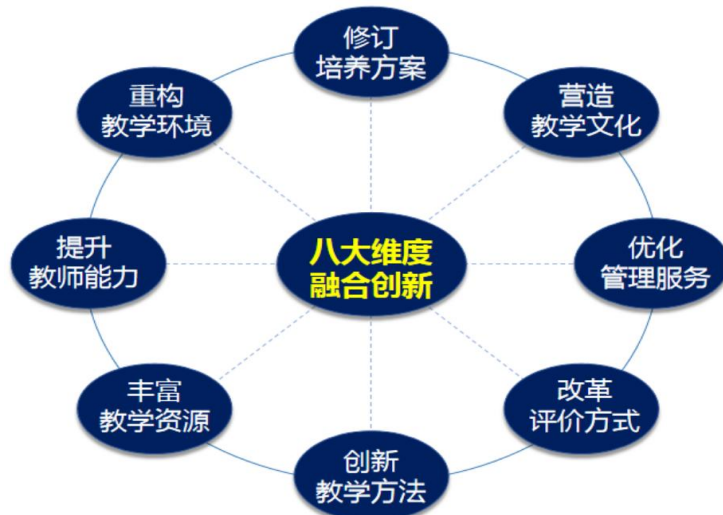 修订
培养方案
重构
教学环境
营造
教学文化
提升
教师能力
八大维度
融合创新
优化
管理服务
丰富
教学资源
改革
评价方式
创新
教学方法